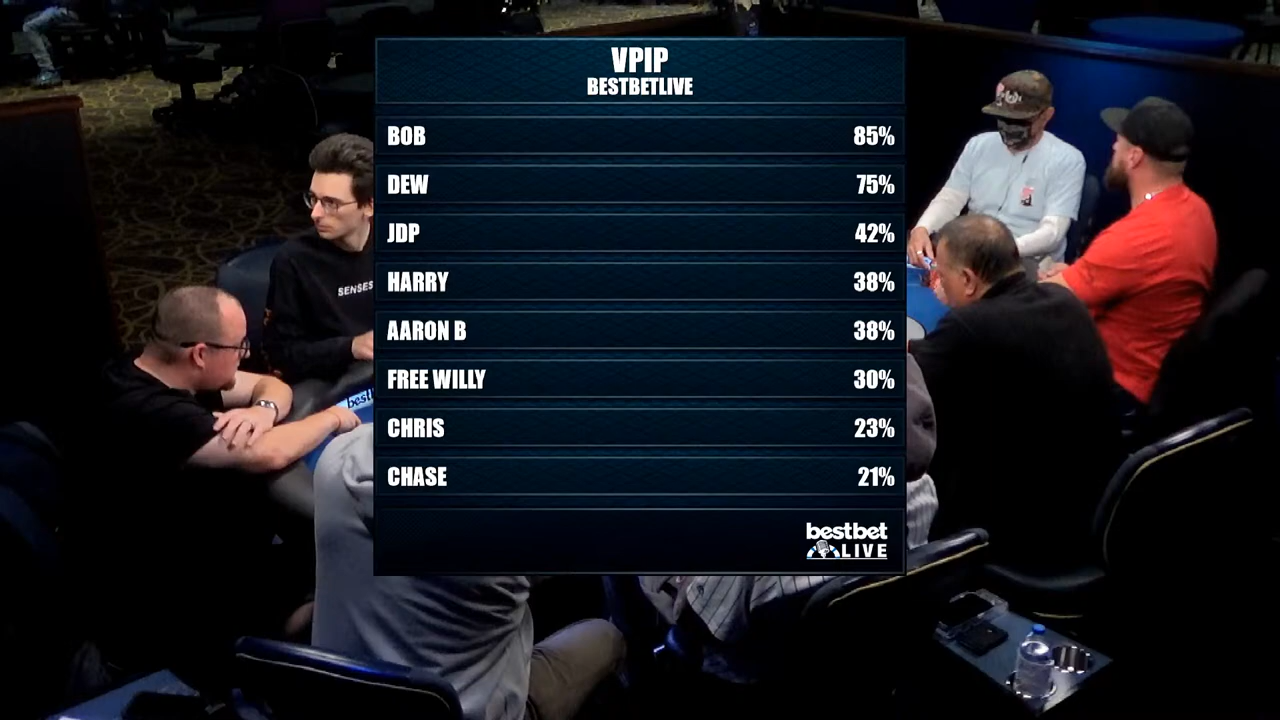 VPIP
BESTBETLIVE
BOB 85%
DEW 75%
JDP 42%
HARRY 38%
AARON B 38%
FREE WILLY 30%
CHRIS 23%
CHASE 21%
bestbet
LIVE
SENSES